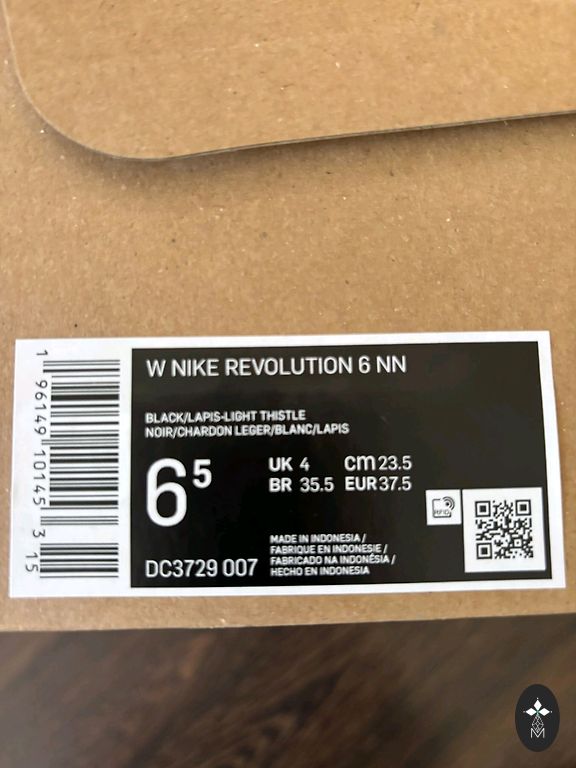 W NIKE REVOLUTION 6 NN
BLACK/LAPIS-LIGHT THISTLE
NOIR/CHARDON LEGER/BLANC/LAPIS
6⁵
UK 4 cm 23.5
BR 35.5 EUR 37.5
RFID
MADE IN INDONESIA /
FABRIQUE EN INDONESIE /
FABRICADO NA INDONÉSIA /
HECHO EN INDONESIA
DC3729 007
1 96149 10145 3 15
M